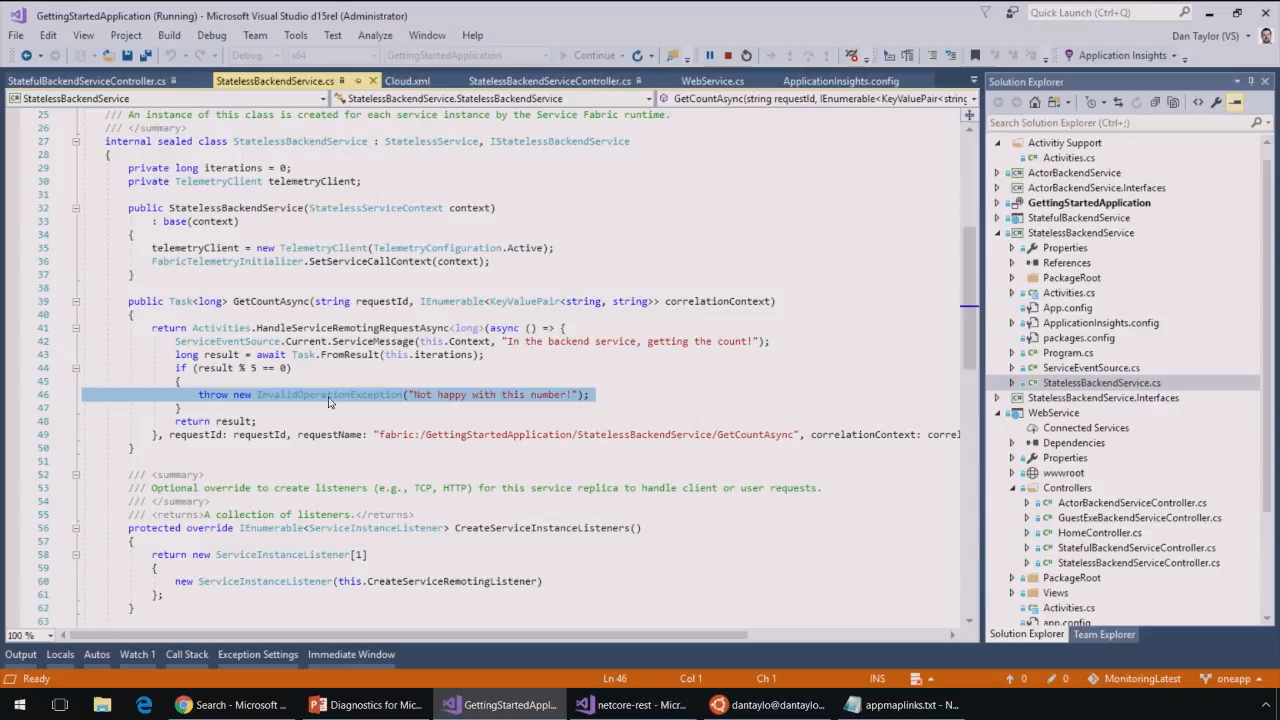 GettingStartedApplication (Running) - Microsoft Visual Studio d15rel (Administrator)
Quick Launch (Ctrl+Q)
File Edit View Project Build Debug Team Tools Test Analyze Window Help
Dan Taylor (VS)
Debug x64 GettingStartedApplication Continue Application Insights
StatefulBackendServiceController.cs StatelessBackendService.cs Cloud.xml StatelessBackendServiceController.cs WebService.cs ApplicationInsights.config
StatelessBackendService StatelessBackendService.StatelessBackendService GetCountAsync(string requestId, IEnumerable<KeyValuePair<string,
25 /// An instance of this class is created for each service instance by the Service Fabric runtime.
26 /// </summary>
27 internal sealed class StatelessBackendService : StatelessService, IStatelessBackendService
28 {
29 private long iterations = 0;
30 private TelemetryClient telemetryClient;
31
32 public StatelessBackendService(StatelessServiceContext context)
33 : base(context)
34 {
35 telemetryClient = new TelemetryClient(TelemetryConfiguration.Active);
36 FabricTelemetryInitializer.SetServiceCallContext(context);
37 }
38
39 public Task<long> GetCountAsync(string requestId, IEnumerable<KeyValuePair<string, string>> correlationContext)
40 {
41 return Activities.HandleServiceRemotingRequestAsync<long>(async () => {
42 ServiceEventSource.Current.ServiceMessage(this.Context, "In the backend service, getting the count!");
43 long result = await Task.FromResult(this.iterations);
44 if (result % 5 == 0)
45 {
46 throw new InvalidOperationException("Not happy with this number!");
47 }
48 return result;
49 }, requestId: requestId, requestName: "fabric:/GettingStartedApplication/StatelessBackendService/GetCountAsync", correlationContext: correl
50 }
51
52 /// <summary>
53 /// Optional override to create listeners (e.g., TCP, HTTP) for this service replica to handle client or user requests.
54 /// </summary>
55 /// <returns>A collection of listeners.</returns>
56 protected override IEnumerable<ServiceInstanceListener> CreateServiceInstanceListeners()
57 {
58 return new ServiceInstanceListener[1]
59 {
60 new ServiceInstanceListener(this.CreateServiceRemotingListener)
61 };
62 }
63
100 %
Solution Explorer
Search Solution Explorer (Ctrl+;)
Activitiy Support
Activities.cs
ActorBackendService
ActorBackendService.Interfaces
GettingStartedApplication
StatefulBackendService
StatelessBackendService
Properties
References
PackageRoot
Activities.cs
App.config
ApplicationInsights.config
packages.config
Program.cs
ServiceEventSource.cs
StatelessBackendService.cs
StatelessBackendService.Interfaces
WebService
Connected Services
Dependencies
Properties
wwwroot
Controllers
ActorBackendServiceController.cs
GuestExeBackendServiceController.cs
HomeController.cs
StatefulBackendServiceController.cs
StatelessBackendServiceController.cs
PackageRoot
Views
Activities.cs
app.config
Solution Explorer Team Explorer
Output Locals Autos Watch 1 Call Stack Exception Settings Immediate Window
Ready Ln 46 Col 1 Ch 1 INS 0 0 MonitoringLatest oneapp
Search - Microsoft ... Diagnostics for Mic... GettingStartedAppl... netcore-rest - Micr... dantaylo@dantaylo... appmaplinks.txt - N...